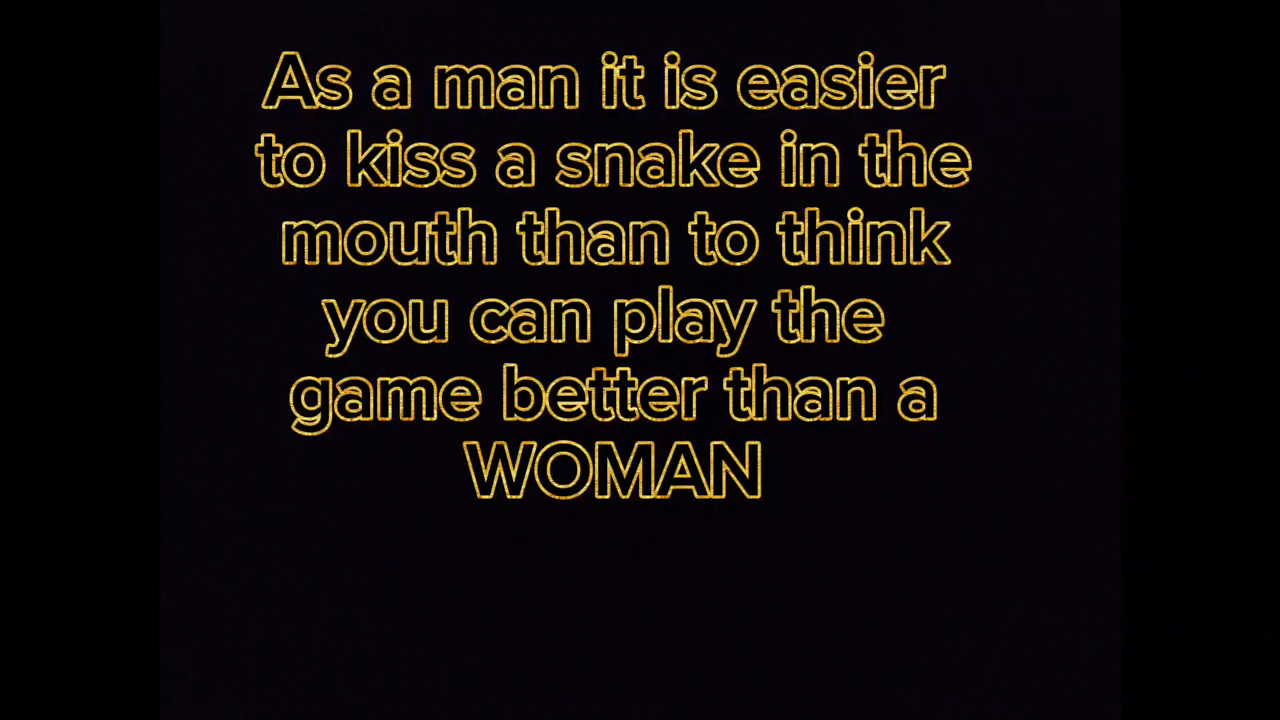 As a man it is easier
to kiss a snake in the
mouth than to think
you can play the
game better than a
WOMAN